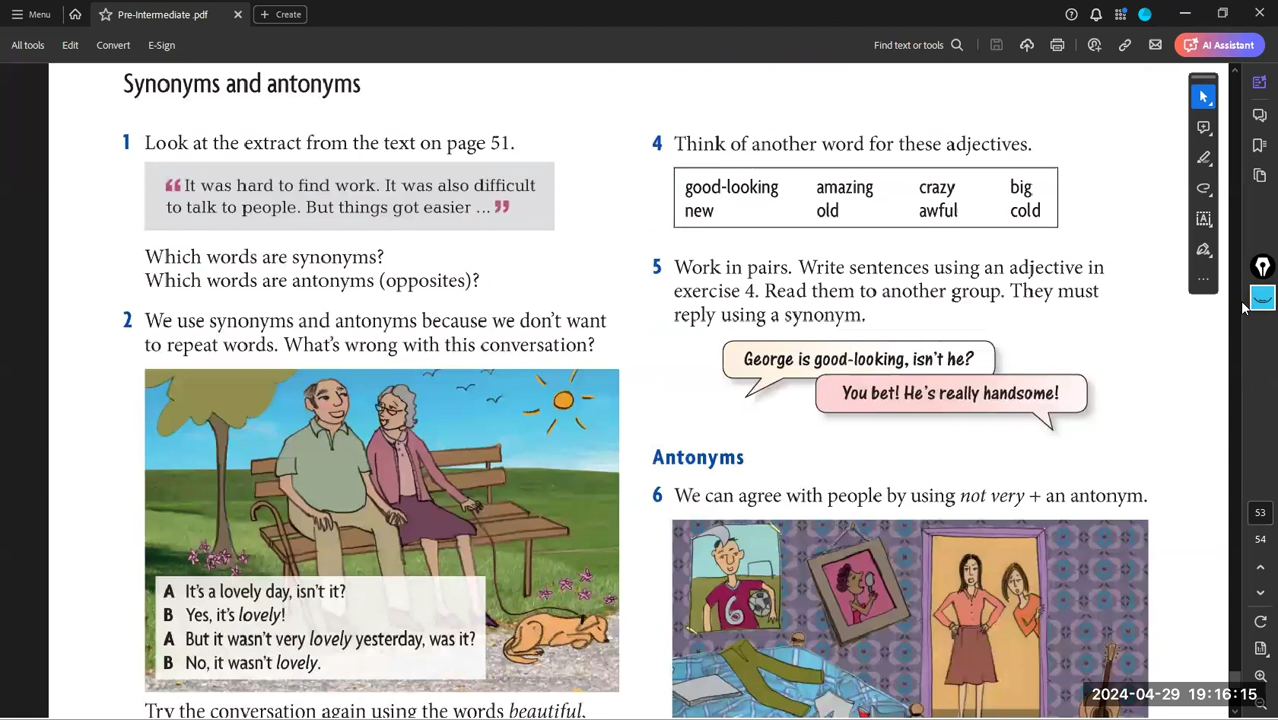 Menu
Pre-Intermediate .pdf
Create
All tools
Edit
Convert
E-Sign
Find text or tools
AI Assistant
Synonyms and antonyms
1 Look at the extract from the text on page 51.
“It was hard to find work. It was also difficult
to talk to people. But things got easier ...”
Which words are synonyms?
Which words are antonyms (opposites)?
2 We use synonyms and antonyms because we don’t want
to repeat words. What’s wrong with this conversation?
A It’s a lovely day, isn’t it?
B Yes, it’s lovely!
A But it wasn’t very lovely yesterday, was it?
B No, it wasn’t lovely.
Try the conversation again using the words beautiful,
4 Think of another word for these adjectives.
good-looking amazing crazy big
new old awful cold
5 Work in pairs. Write sentences using an adjective in
exercise 4. Read them to another group. They must
reply using a synonym.
George is good-looking, isn’t he?
You bet! He’s really handsome!
Antonyms
6 We can agree with people by using not very + an antonym.
6
53
54
2024-04-29 19:16:15